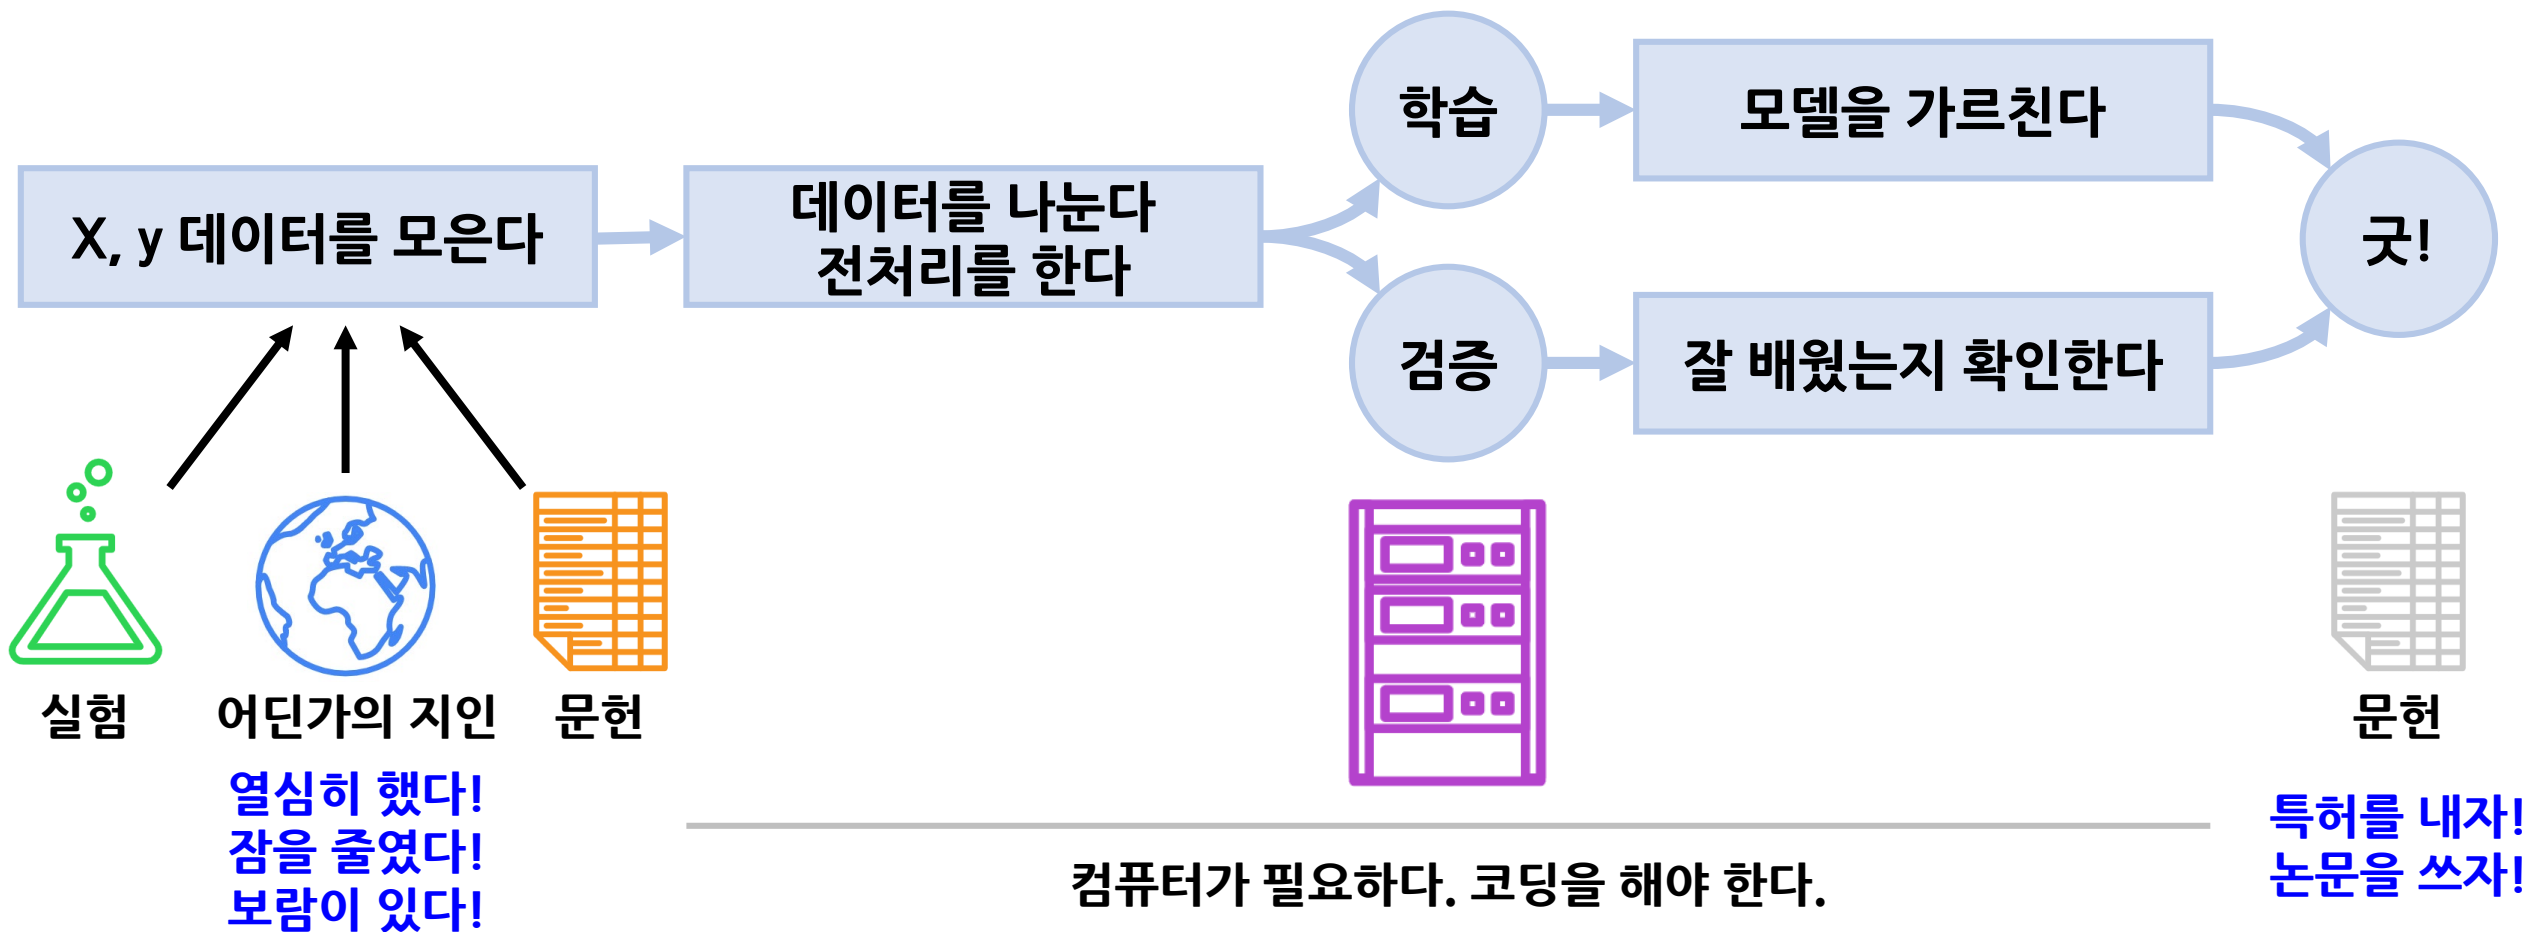 X, y 데이터를 모은다
데이터를 나눈다
전처리를 한다
학습
모델을 가르친다
검증
잘 배웠는지 확인한다
굿!
실험
어딘가의 지인
문헌
열심히 했다!
잠을 줄였다!
보람이 있다!
컴퓨터가 필요하다. 코딩을 해야 한다.
문헌
특허를 내자!
논문을 쓰자!